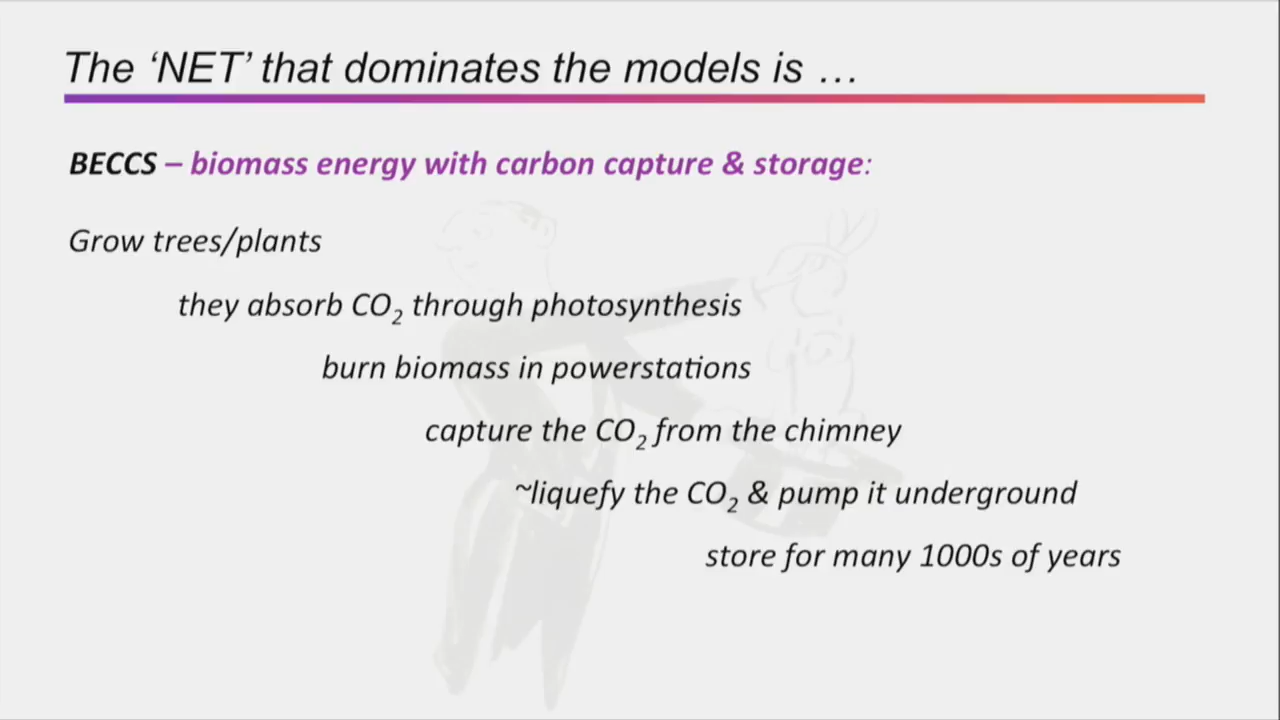 The ‘NET’ that dominates the models is …
BECCS – biomass energy with carbon capture & storage:
Grow trees/plants
they absorb CO₂ through photosynthesis
burn biomass in powerstations
capture the CO₂ from the chimney
~liquefy the CO₂ & pump it underground
store for many 1000s of years